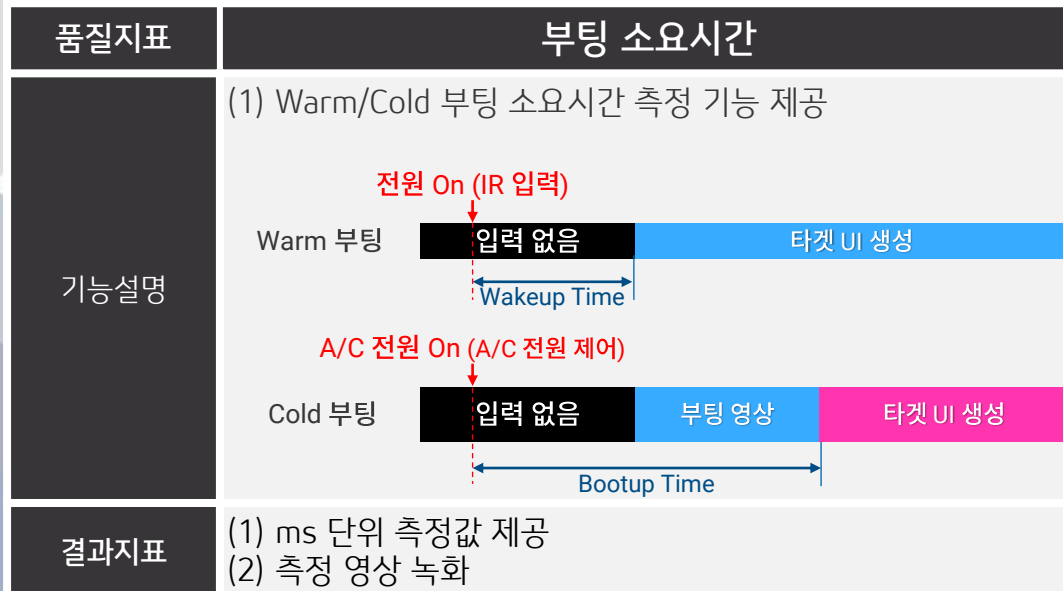 품질지표
부팅 소요시간
기능설명
(1) Warm/Cold 부팅 소요시간 측정 기능 제공
전원 On (IR 입력)
Warm 부팅
입력 없음
타겟 UI 생성
Wakeup Time
A/C 전원 On (A/C 전원 제어)
Cold 부팅
입력 없음
부팅 영상
타겟 UI 생성
Bootup Time
결과지표
(1) ms 단위 측정값 제공
(2) 측정 영상 녹화